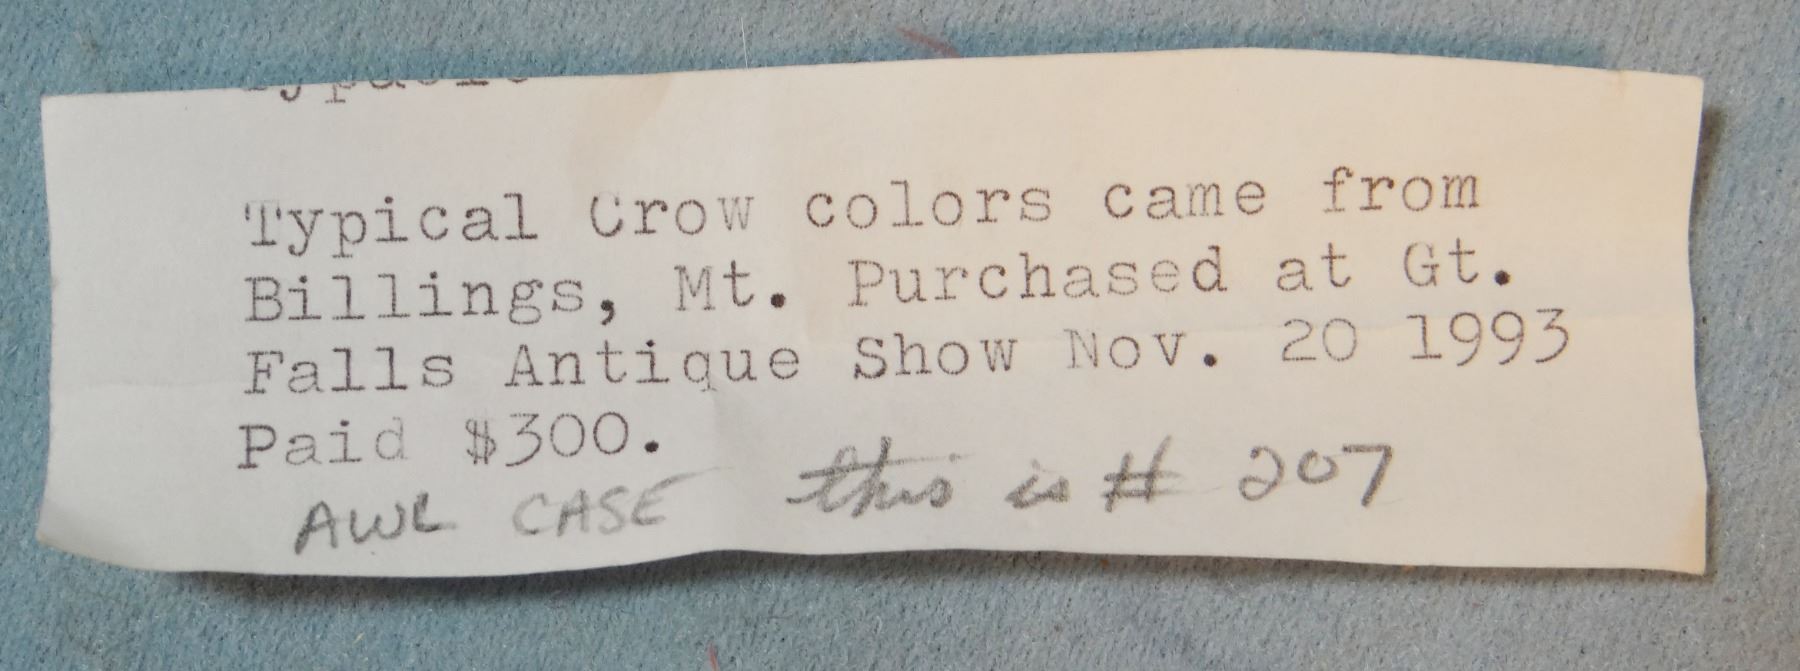 Typical Crow colors came from
Billings, Mt. Purchased at Gt.
Falls Antique Show Nov. 20 1993
Paid $300.
AWL CASE this is # 207